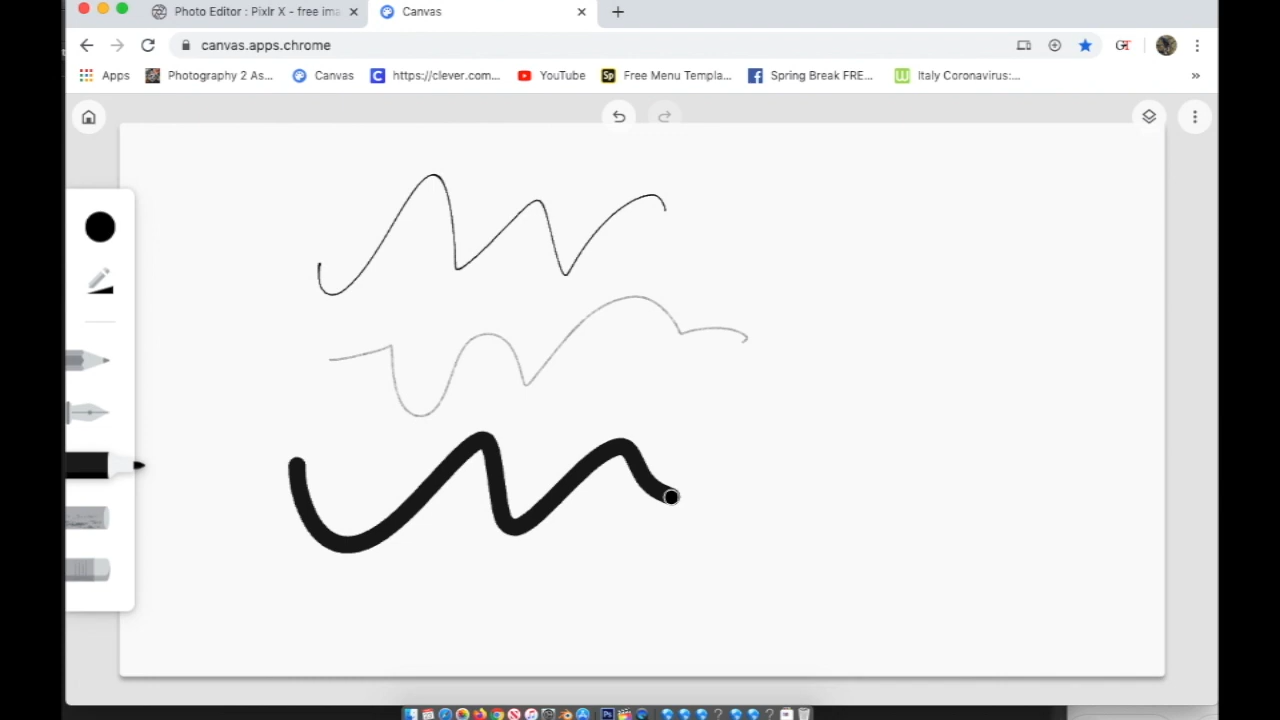 Photo Editor : Pixlr X - free ima
Canvas
canvas.apps.chrome
Apps
Photography 2 As...
Canvas
https://clever.com...
YouTube
Sp
Free Menu Templa...
Spring Break FRE...
Italy Coronavirus:...